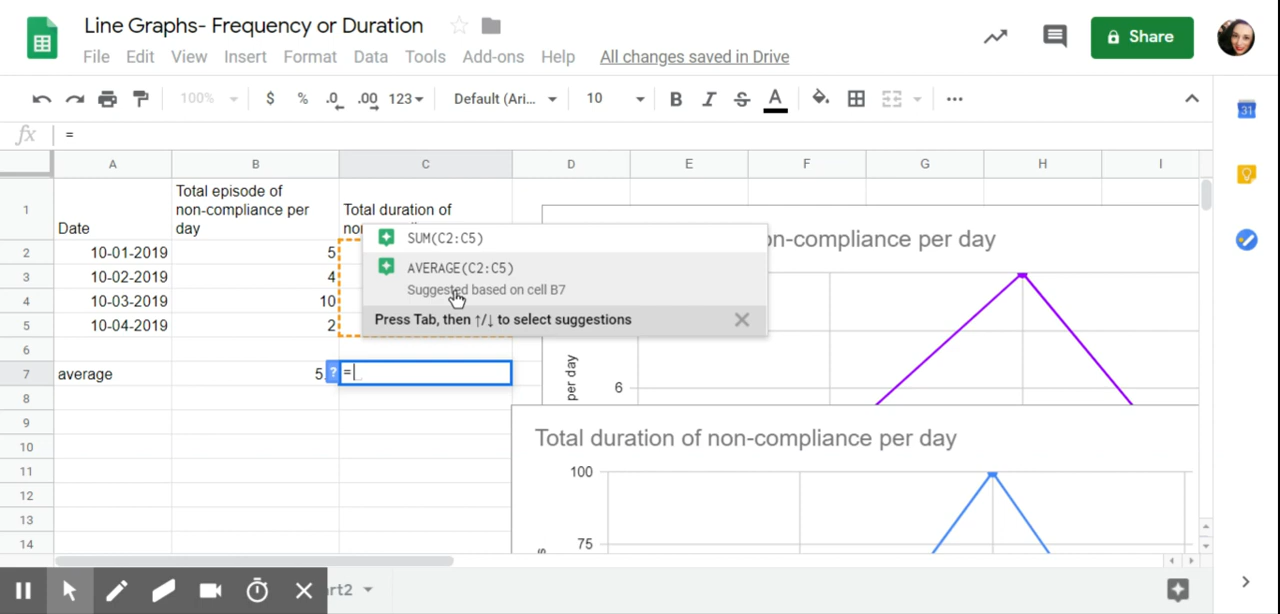 Line Graphs- Frequency or Duration
File Edit View Insert Format Data Tools Add-ons Help All changes saved in Drive
Share
100% $ % .0 .00 123 Default (Ari... 10 B I S A ...
31
fx =
A B C D E F G H I
1 Date
Total episode of
non-compliance per
day
Total duration of
2 10-01-2019 5
3 10-02-2019 4
4 10-03-2019 10
5 10-04-2019 2
6
7 average 5. ? =
8
9
10
11
12
13
14
SUM(C2:C5)
AVERAGE(C2:C5)
Suggested based on cell B7
Press Tab, then ↑/↓ to select suggestions
on-compliance per day
per day
6
Total duration of non-compliance per day
100
75